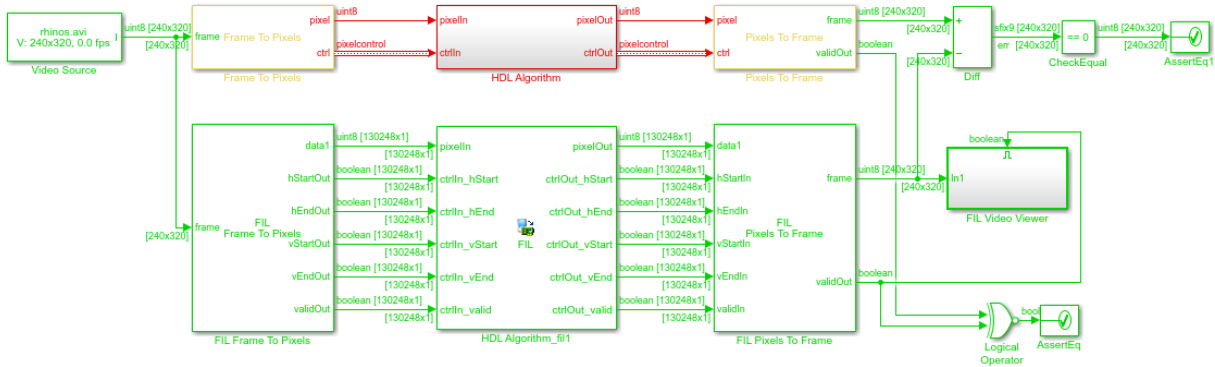 rhinos.avi
V: 240x320, 0.0 fps
I
Video Source
uint8 [240x320]
[240x320]
frame
Frame To Pixels
pixel
ctrl
Frame To Pixels
uint8
pixelcontrol
pixelIn
ctrlIn
pixelOut
ctrlOut
HDL Algorithm
uint8
pixelcontrol
pixel
ctrl
Pixels To Frame
frame
validOut
Pixels To Frame
uint8 [240x320]
[240x320]
boolean
+
−
[240x320]
Diff
sfix9 [240x320]
err
[240x320]
== 0
CheckEqual
uint8 [240x320]
[240x320]
AssertEq1
[240x320]
frame
FIL
Frame To Pixels
data1
hStartOut
hEndOut
vStartOut
vEndOut
validOut
FIL Frame To Pixels
uint8 [130248x1]
[130248x1]
boolean [130248x1]
[130248x1]
boolean [130248x1]
[130248x1]
boolean [130248x1]
[130248x1]
boolean [130248x1]
[130248x1]
boolean [130248x1]
[130248x1]
pixelIn
ctrlIn_hStart
ctrlIn_hEnd
ctrlIn_vStart
ctrlIn_vEnd
ctrlIn_valid
FIL
pixelOut
ctrlOut_hStart
ctrlOut_hEnd
ctrlOut_vStart
ctrlOut_vEnd
ctrlOut_valid
HDL Algorithm_fil1
uint8 [130248x1]
[130248x1]
boolean [130248x1]
[130248x1]
boolean [130248x1]
[130248x1]
boolean [130248x1]
[130248x1]
boolean [130248x1]
[130248x1]
boolean [130248x1]
[130248x1]
data1
hStartIn
hEndIn
vStartIn
vEndIn
validIn
FIL
Pixels To Frame
frame
validOut
FIL Pixels To Frame
uint8 [240x320]
[240x320]
boolean
boolean
In1
FIL Video Viewer
Logical
Operator
bool
AssertEq